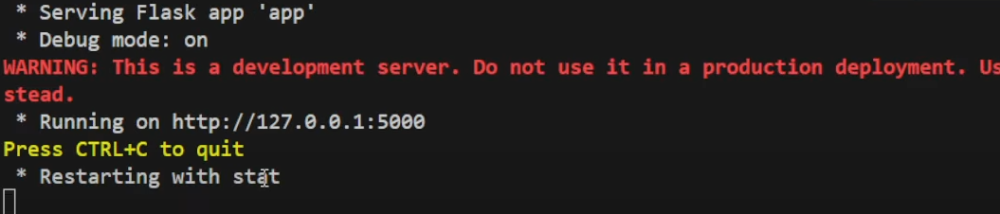 * Serving Flask app 'app'
* Debug mode: on
WARNING: This is a development server. Do not use it in a production deployment. Us
stead.
* Running on http://127.0.0.1:5000
Press CTRL+C to quit
* Restarting with stat